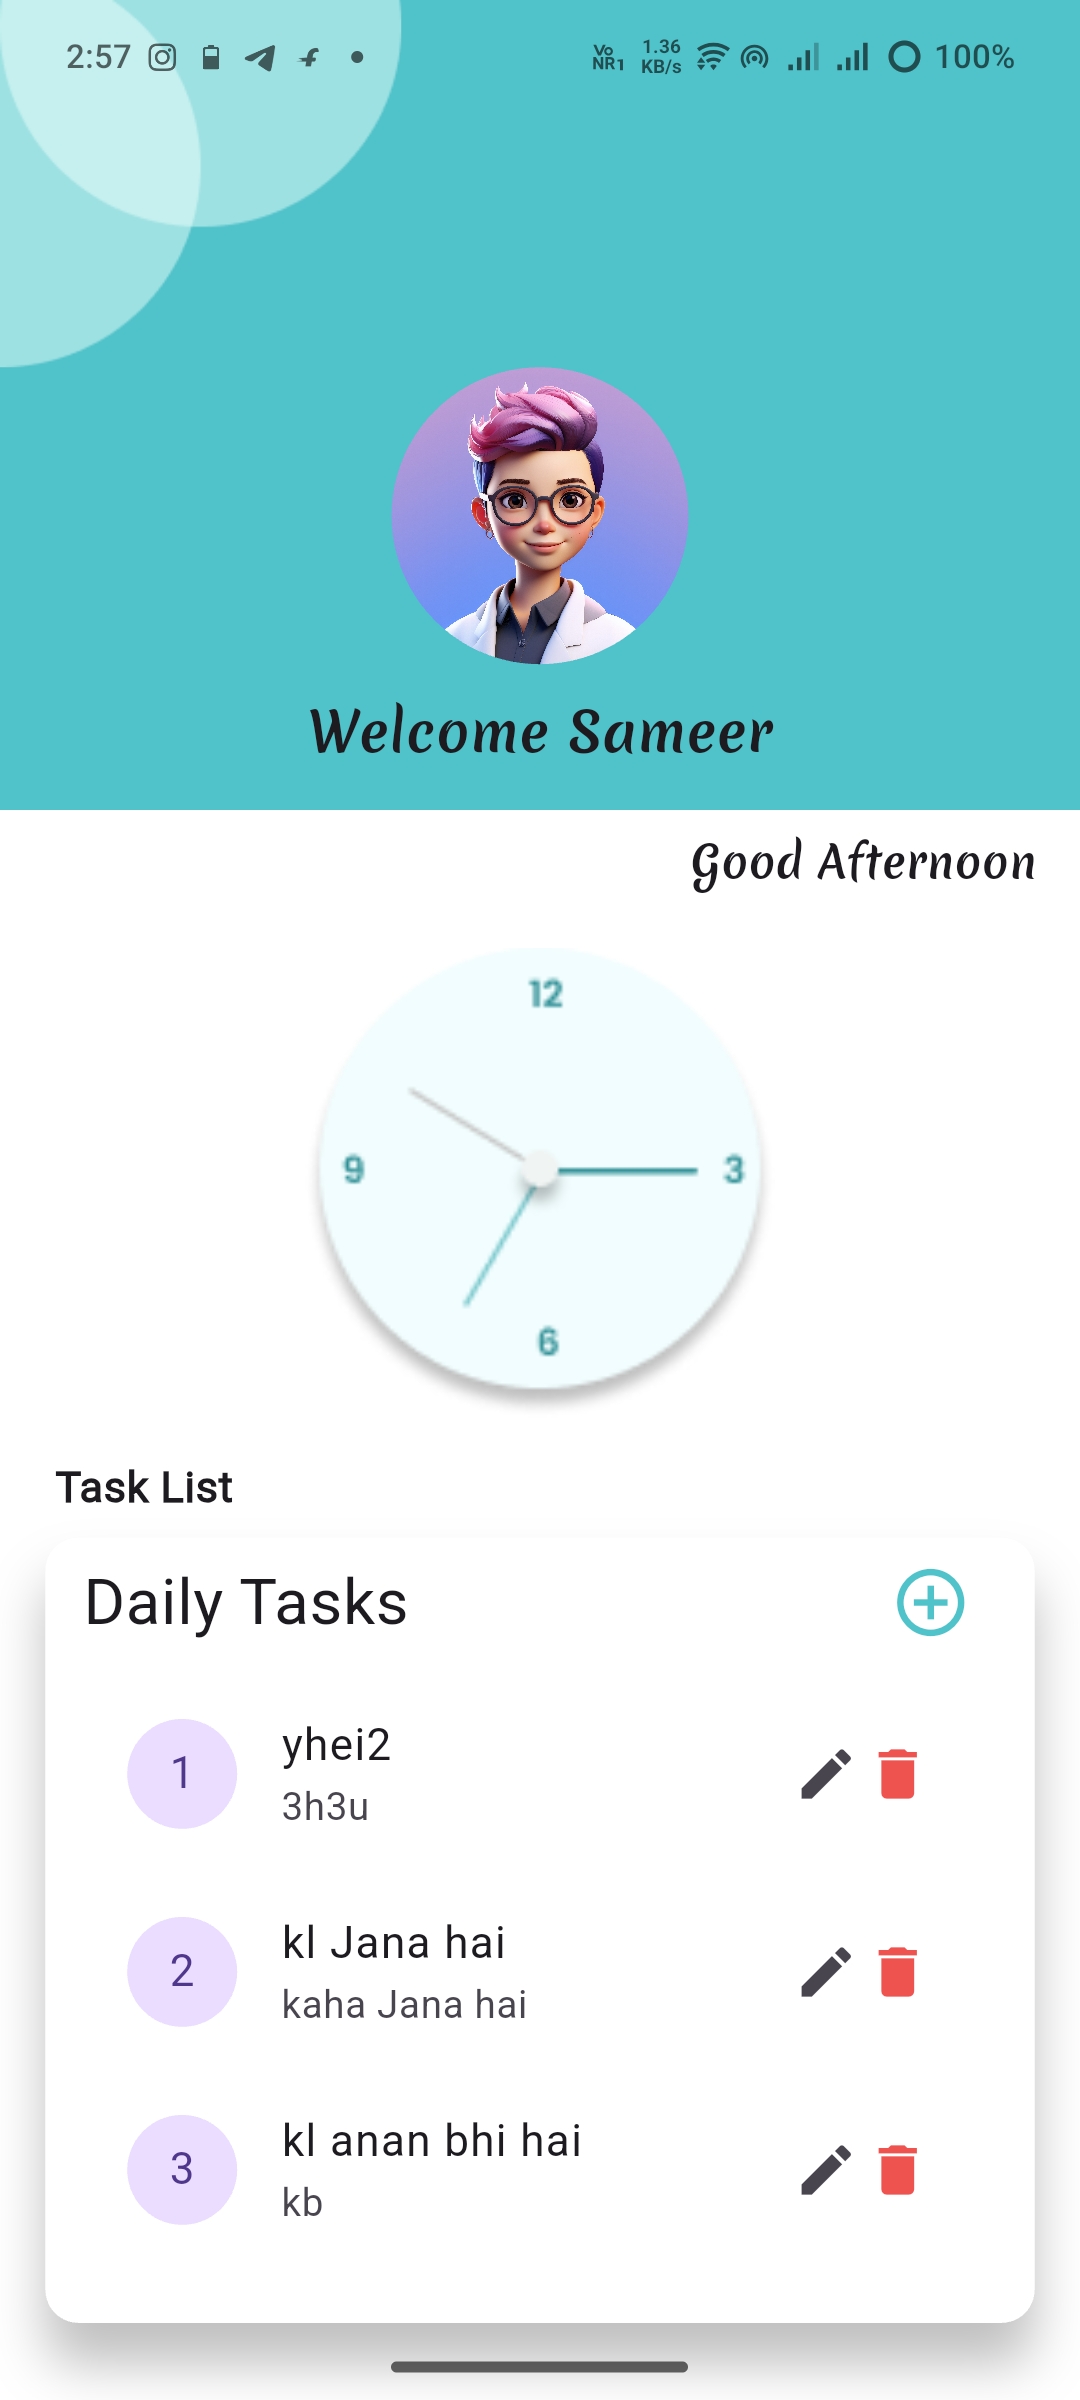 2:57 Vo NR1 1.36 KB/s 100%
Welcome Sameer
Good Afternoon
12
9 3
6
Task List
Daily Tasks
1 yhei2
3h3u
2 kl Jana hai
kaha Jana hai
3 kl anan bhi hai
kb